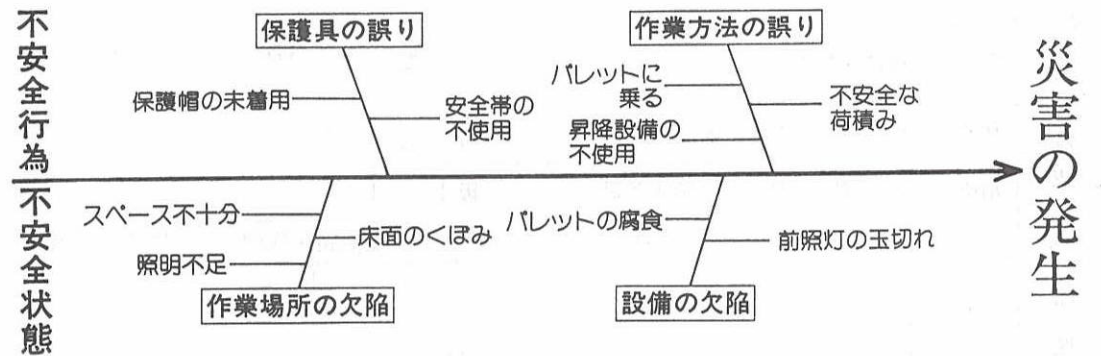 不安全行為
保護具の誤り
保護帽の未着用
安全帯の
不使用
作業方法の誤り
パレットに
乗る
昇降設備の
不使用
不安全な
荷積み
災害の発生
不安全状態
スペース不十分
照明不足
床面のくぼみ
作業場所の欠陥
パレットの腐食
前照灯の玉切れ
設備の欠陥